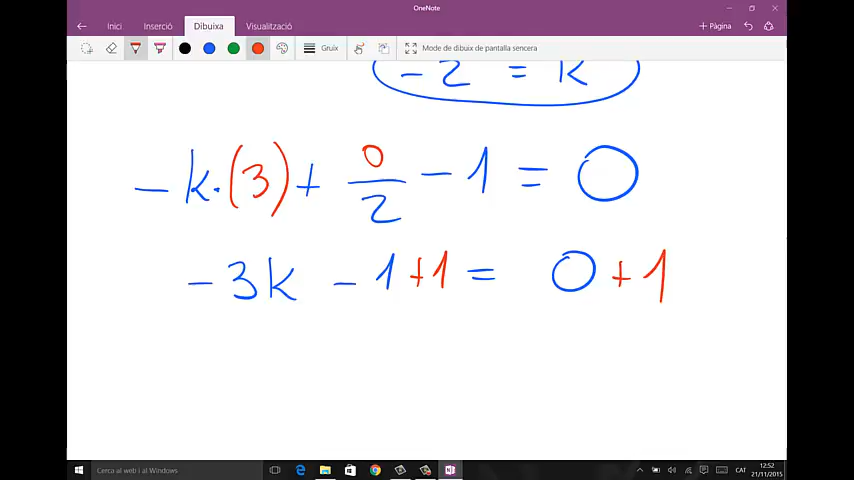 OneNote
Inici Inserció Dibuixa Visualització + Pàgina
Gruix Mode de dibuix de pantalla sencera
-2 = k
-k·(3) + 0/2 - 1 = 0
-3k - 1 + 1 = 0 + 1
Cerca al web i al Windows CAT 12:52
21/11/2015